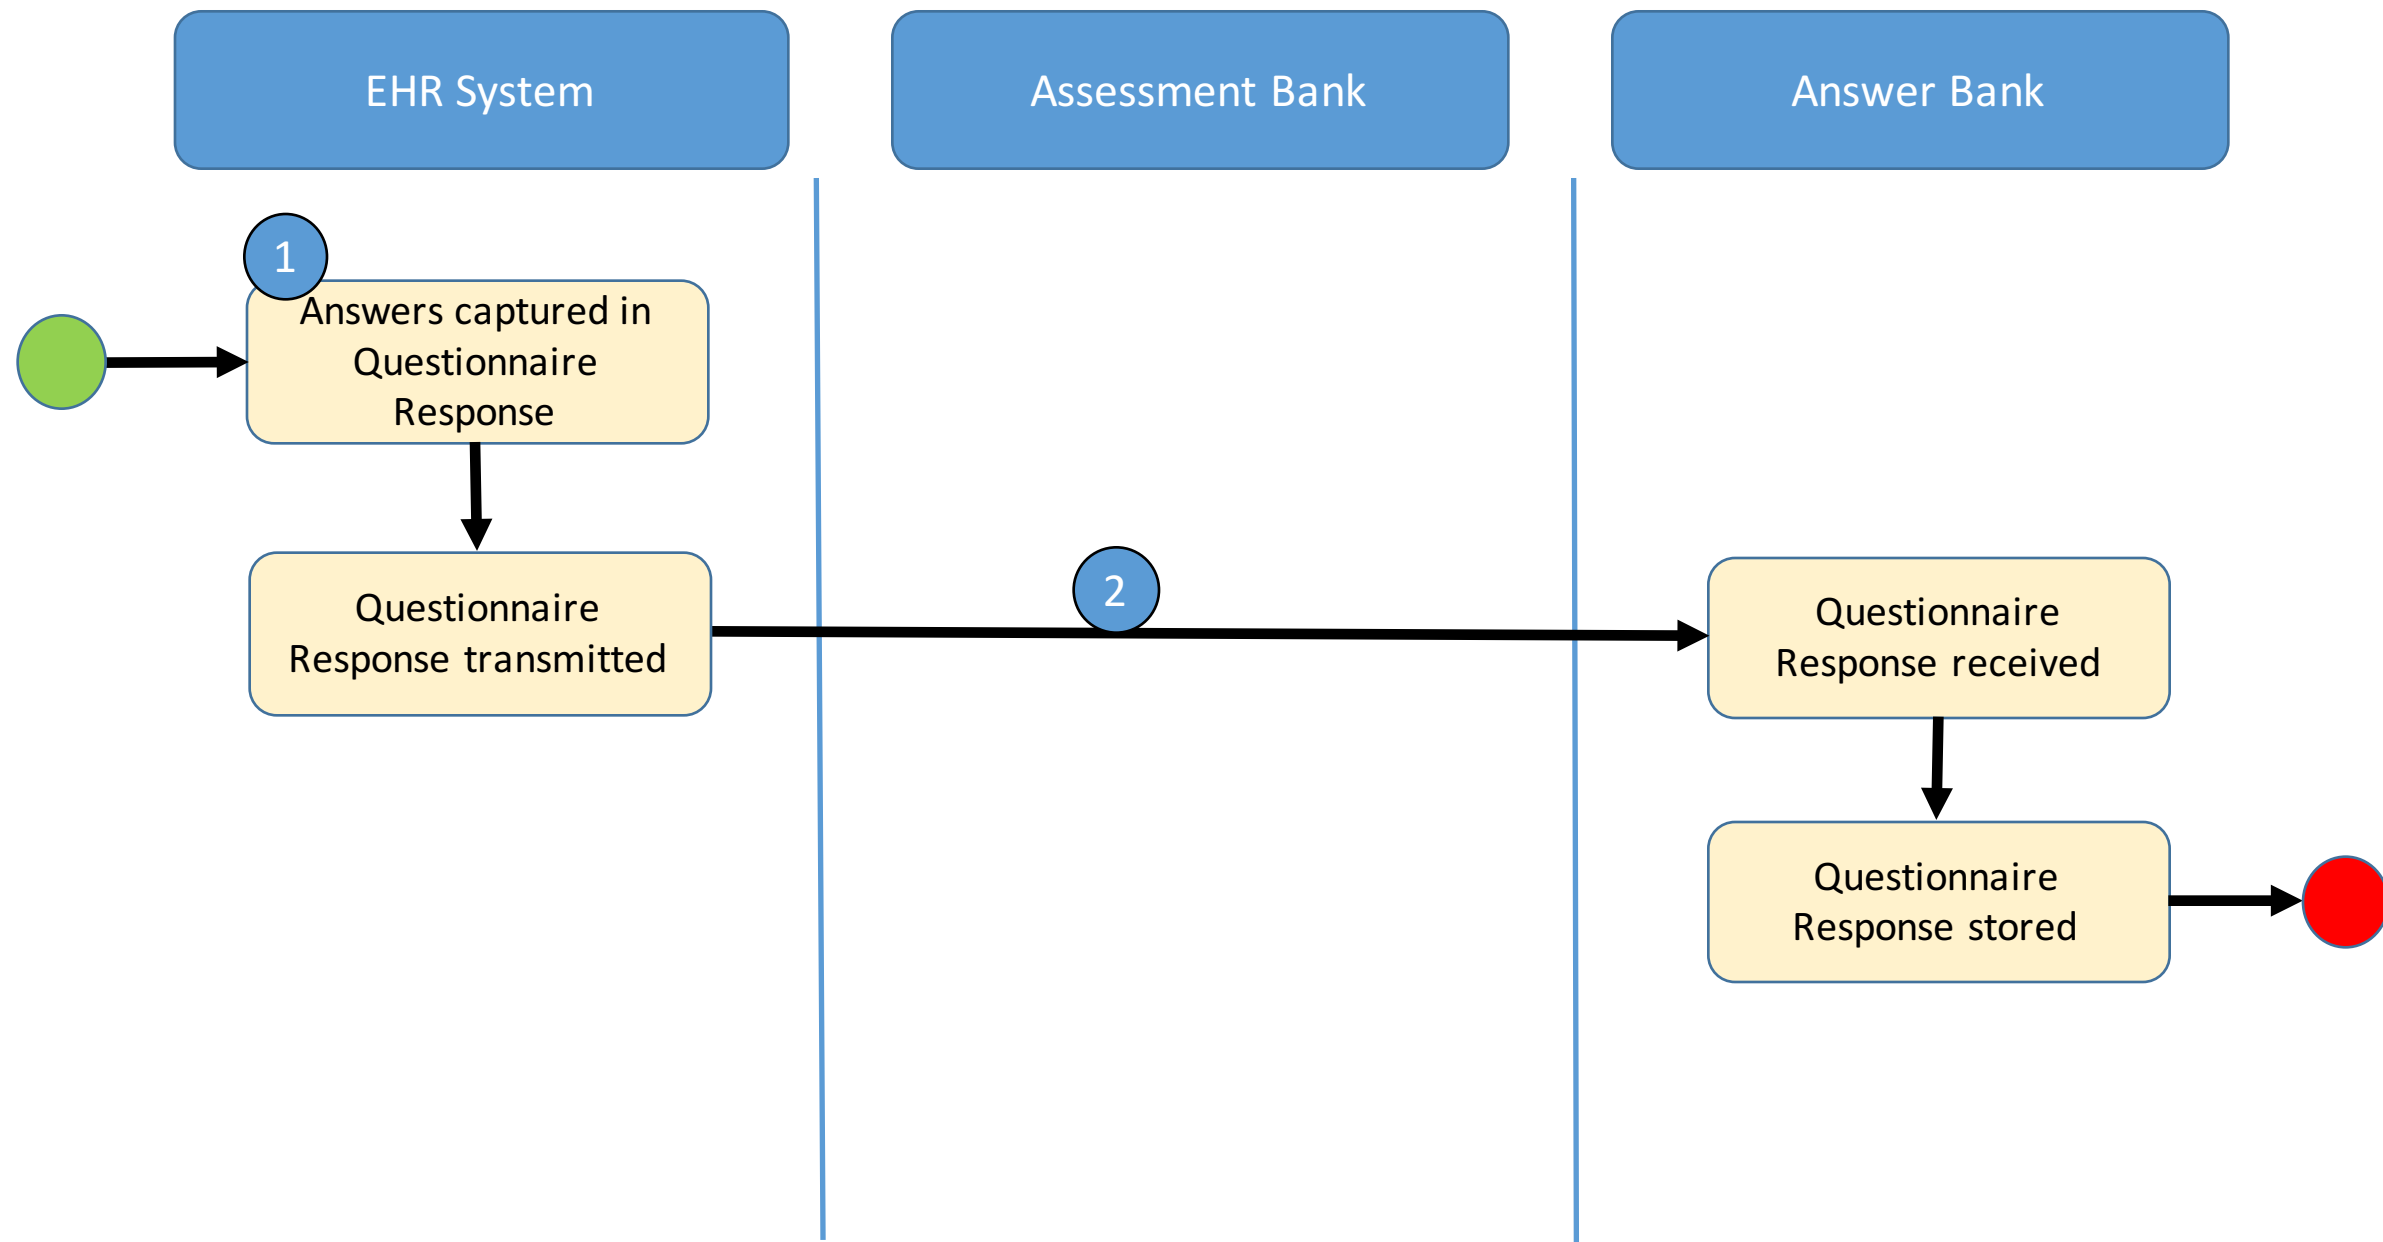 EHR System
Assessment Bank
Answer Bank
1
Answers captured in
Questionnaire
Response
Questionnaire
Response transmitted
2
Questionnaire
Response received
Questionnaire
Response stored